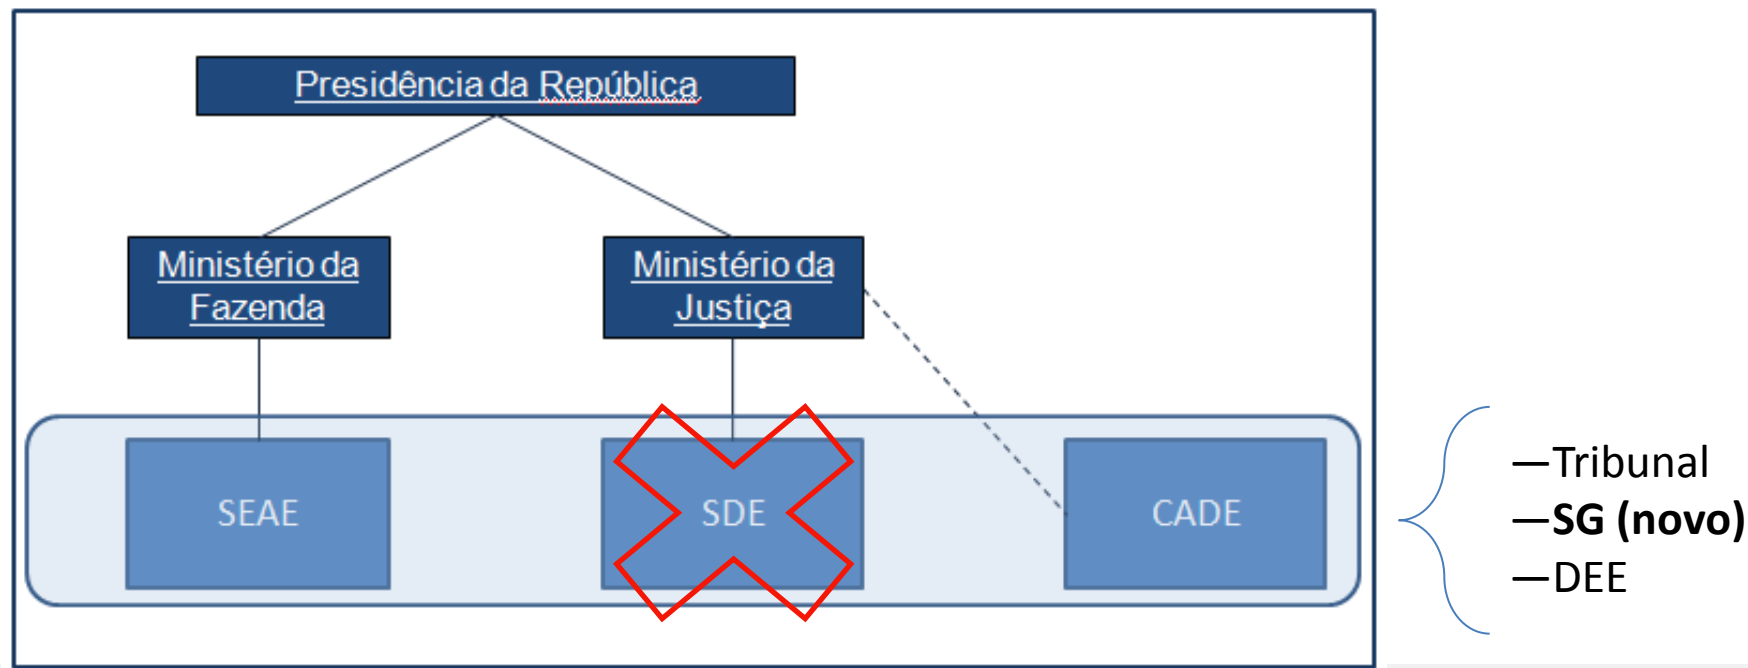 Presidência da República
Ministério da
Fazenda
Ministério da
Justiça
SEAE
SDE
CADE
—Tribunal
—SG (novo)
—DEE